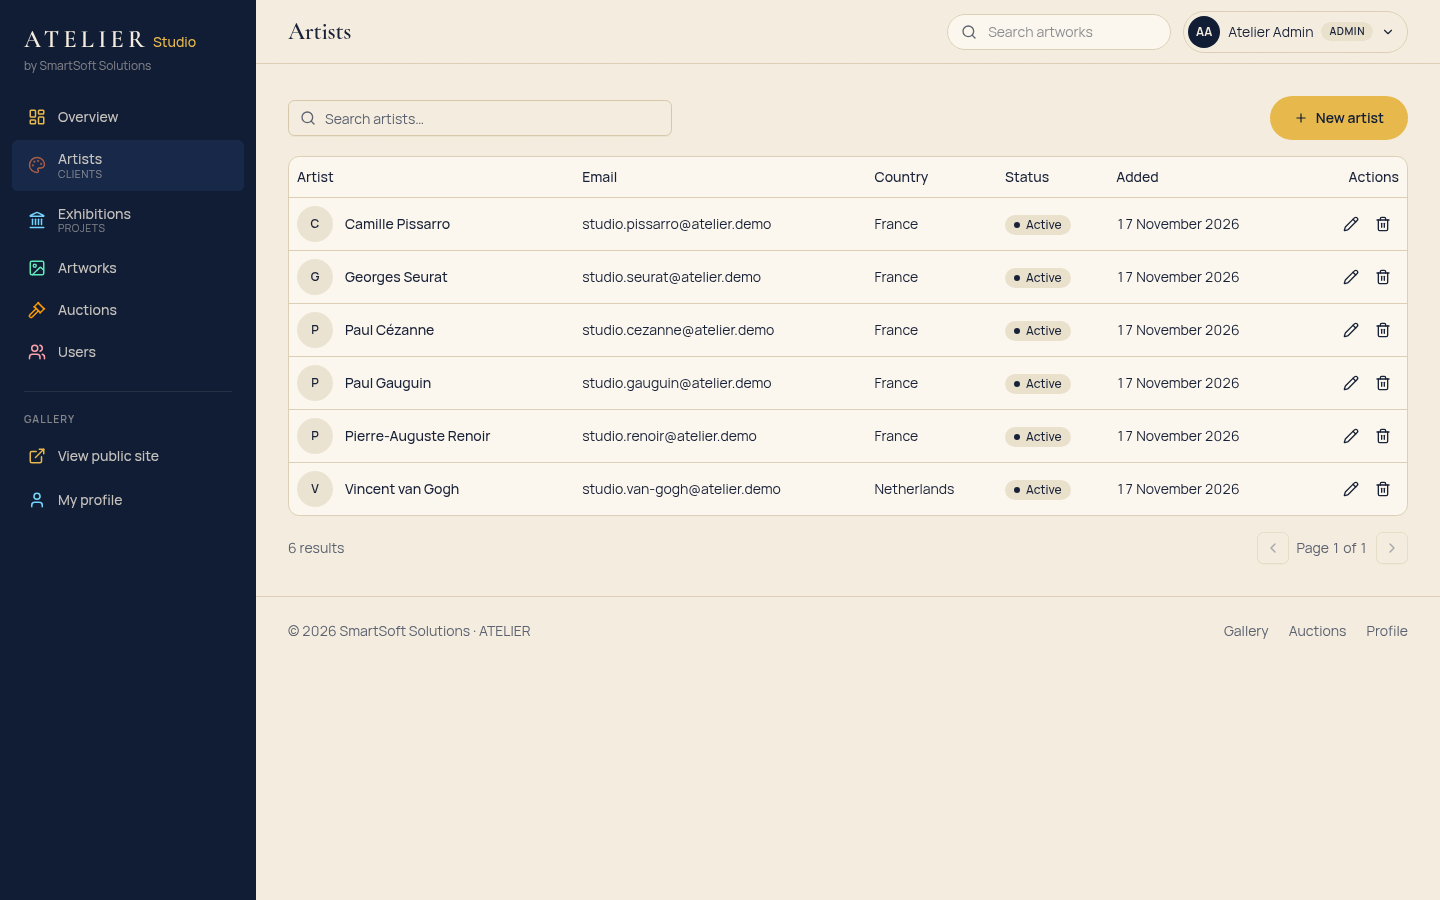 ATELIER Studio
by SmartSoft Solutions
Overview
Artists
CLIENTS
Exhibitions
PROJETS
Artworks
Auctions
Users
GALLERY
View public site
My profile
Artists
Search artworks
AA Atelier Admin ADMIN
Search artists...
New artist
Artist Email Country Status Added Actions
C Camille Pissarro studio.pissarro@atelier.demo France Active 17 November 2026
G Georges Seurat studio.seurat@atelier.demo France Active 17 November 2026
P Paul Cézanne studio.cezanne@atelier.demo France Active 17 November 2026
P Paul Gauguin studio.gauguin@atelier.demo France Active 17 November 2026
P Pierre-Auguste Renoir studio.renoir@atelier.demo France Active 17 November 2026
V Vincent van Gogh studio.van-gogh@atelier.demo Netherlands Active 17 November 2026
6 results
Page 1 of 1
© 2026 SmartSoft Solutions · ATELIER
Gallery Auctions Profile